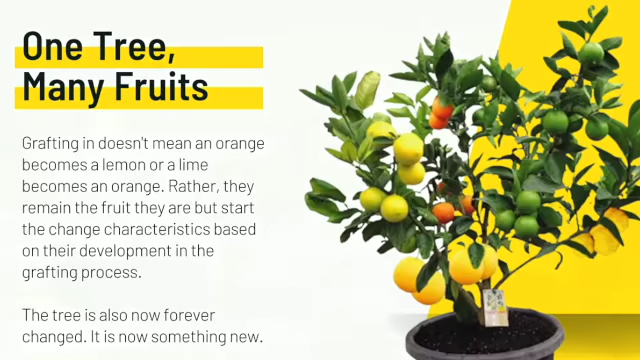 One Tree,
Many Fruits
Grafting in doesn't mean an orange
becomes a lemon or a lime
becomes an orange. Rather, they
remain the fruit they are but start
the change characteristics based
on their development in the
grafting process.
The tree is also now forever
changed. It is now something new.